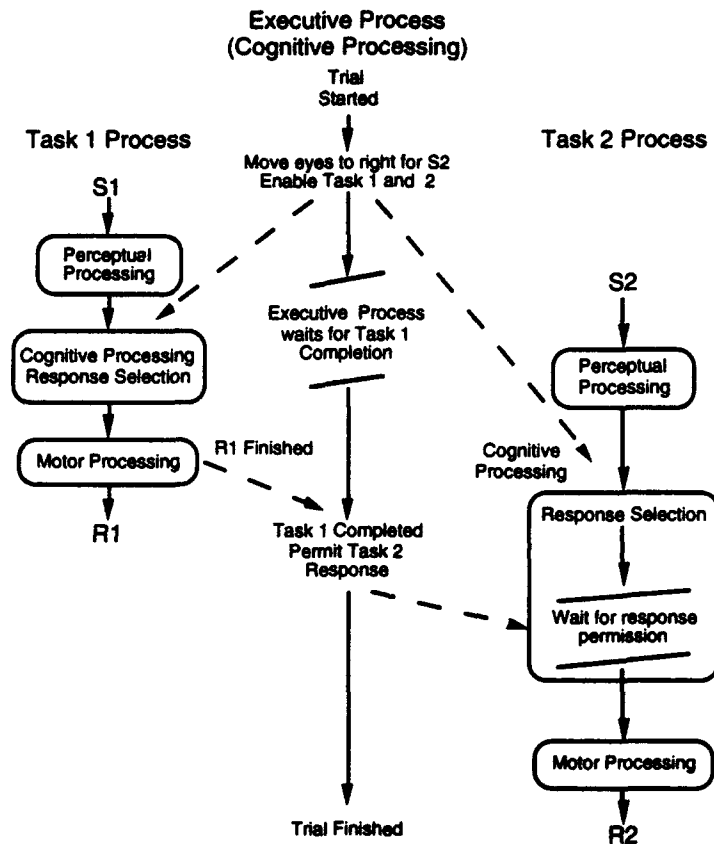 Executive Process
(Cognitive Processing)
Trial
Started
Task 1 Process
Task 2 Process
Move eyes to right for S2
Enable Task 1 and 2
S1
Perceptual
Processing
S2
Executive Process
waits for Task 1
Completion
Cognitive Processing
Response Selection
Perceptual
Processing
R1 Finished
Motor Processing
Cognitive
Processing
R1
Task 1 Completed
Permit Task 2
Response
Response Selection
Wait for response
permission
Motor Processing
Trial Finished
R2